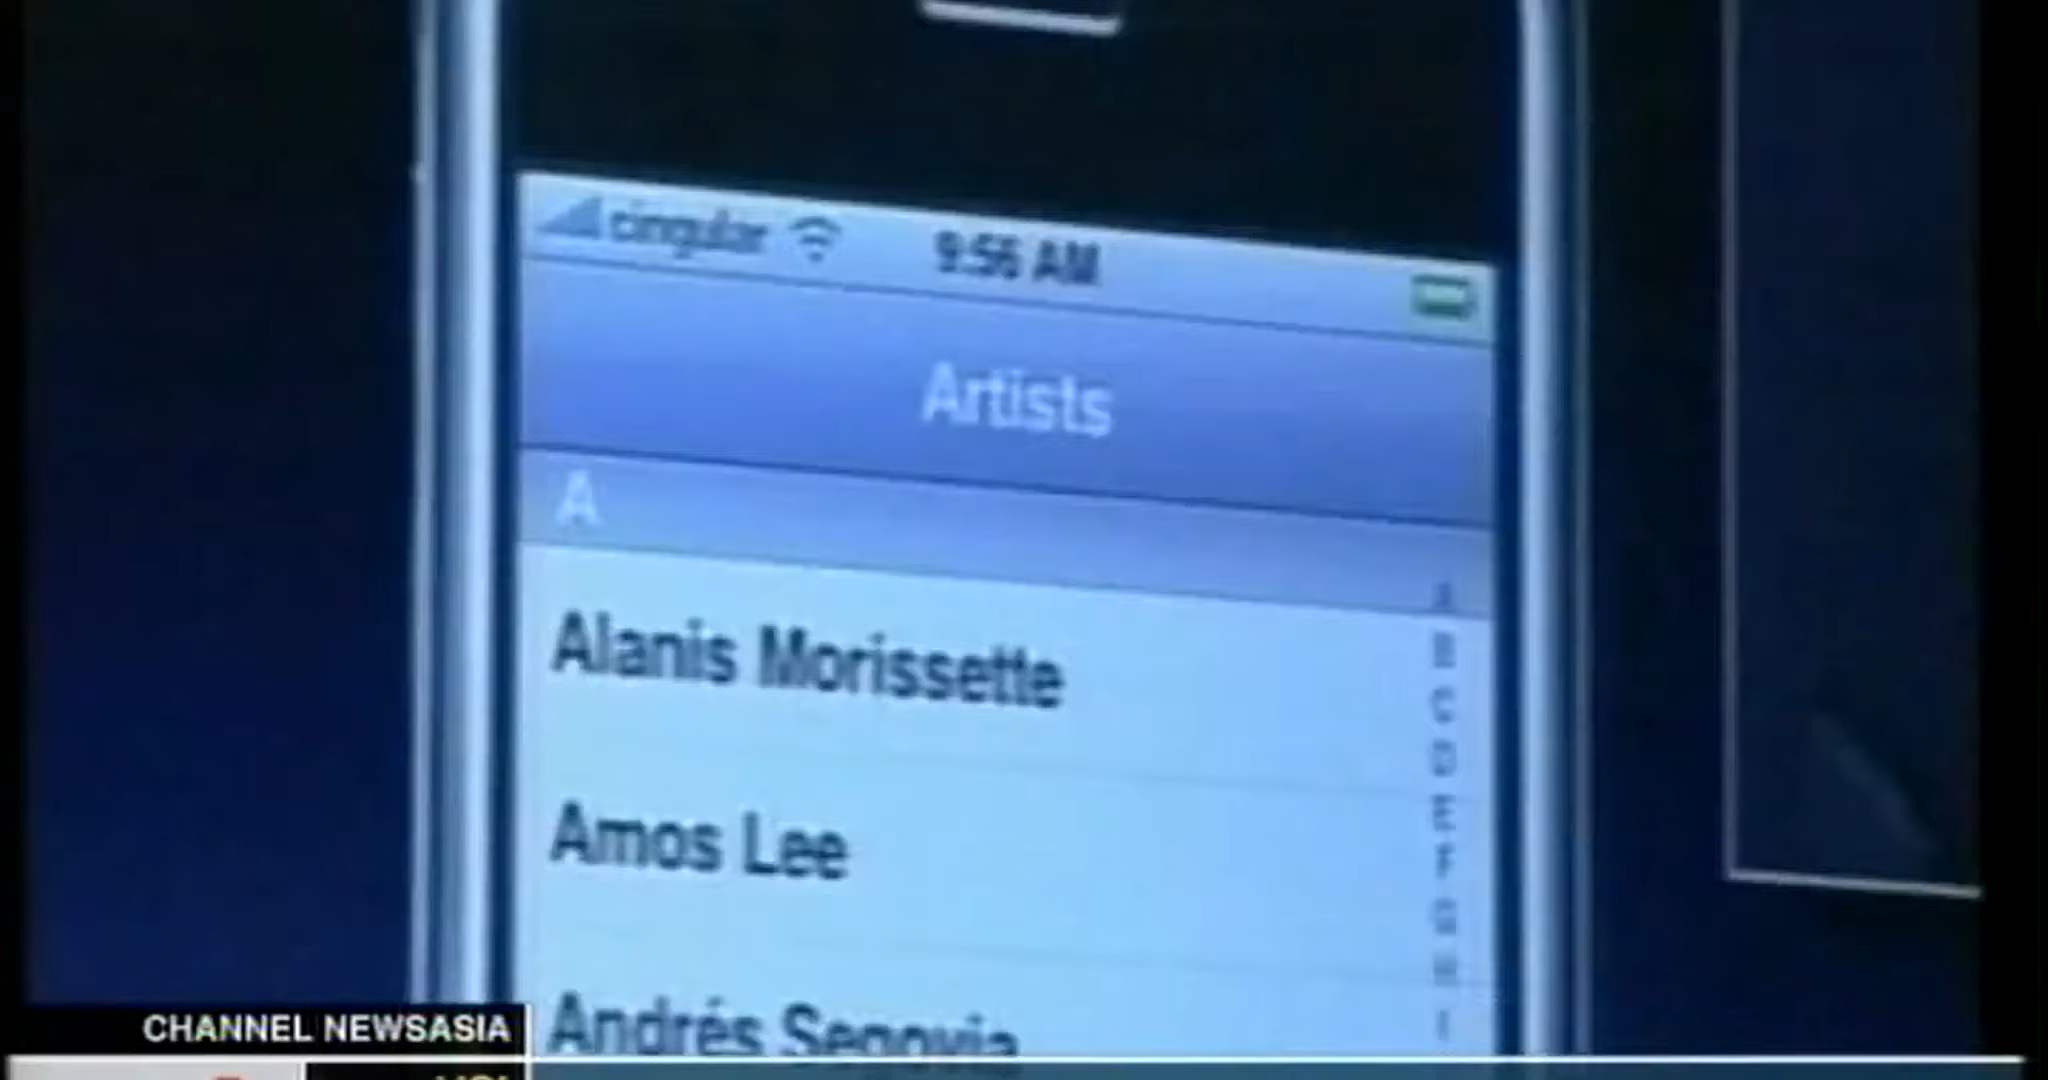 cingular 9:56 AM
Artists
A
Alanis Morissette
B
C
D
E
F
G
H
I
Amos Lee
Andrés Segovia
CHANNEL NEWSASIA